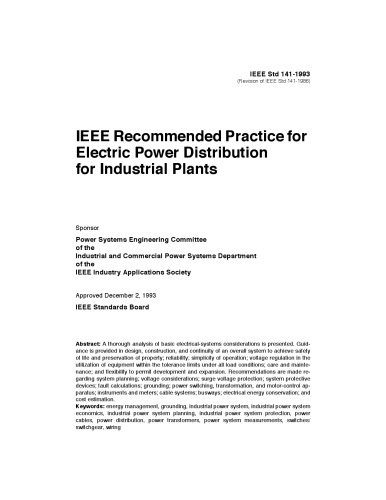 IEEE Std 141-1993
(Revision of IEEE Std 141-1986)
IEEE Recommended Practice for
Electric Power Distribution
for Industrial Plants
Sponsor
Power Systems Engineering Committee
of the
Industrial and Commercial Power Systems Department
of the
IEEE Industry Applications Society
Approved December 2, 1993
IEEE Standards Board
Abstract: A thorough analysis of basic electrical-systems considerations is presented. Guid-
ance is provided in design, construction, and continuity of an overall system to achieve safety
of life and preservation of property; reliability; simplicity of operation; voltage regulation in the
utilization of equipment within the tolerance limits under all load conditions; care and mainte-
nance; and flexibility to permit development and expansion. Recommendations are made re-
garding system planning; voltage considerations; surge voltage protection; system protective
devices; fault calculations; grounding; power switching, transformation, and motor-control ap-
paratus; instruments and meters; cable systems; busways; electrical energy conservation; and
cost estimation.
Keywords: energy management, grounding, industrial power system, industrial power system
economics, industrial power system planning, industrial power system protection, power
cables, power distribution, power transformers, power system measurements, switches/
switchgear, wiring